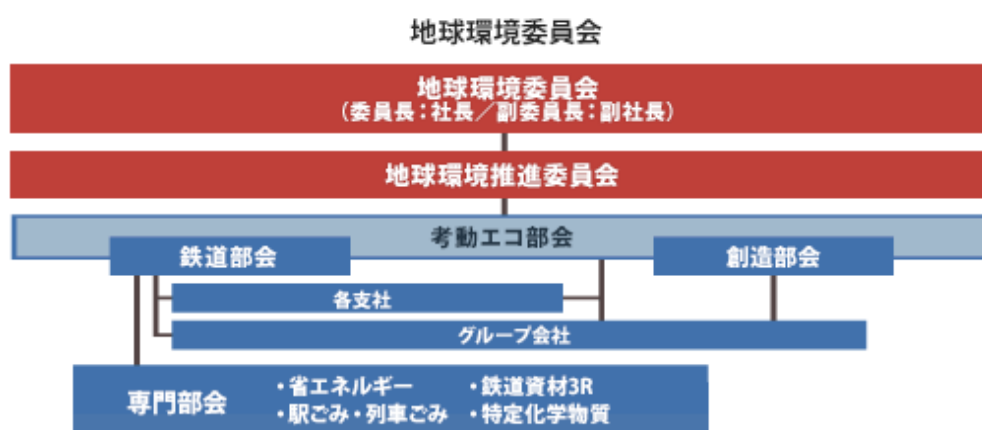 地球環境委員会
地球環境委員会
（委員長：社長／副委員長：副社長）
地球環境推進委員会
考動エコ部会
鉄道部会
創造部会
各支社
グループ会社
専門部会
・省エネルギー ・鉄道資材3R
・駅ごみ・列車ごみ ・特定化学物質